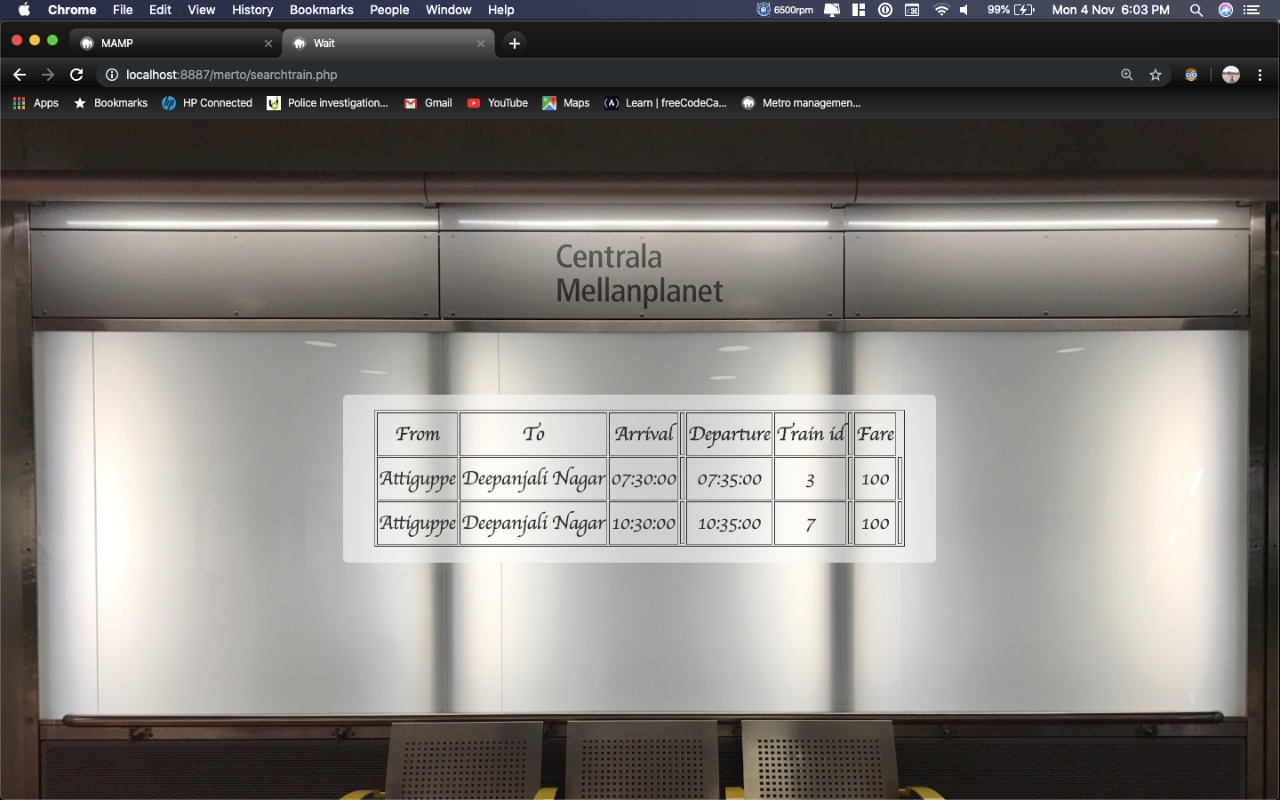 Chrome File Edit View History Bookmarks People Window Help 6500rpm 99% Mon 4 Nov 6:03 PM
MAMP Wait
localhost:8887/merto/searchtrain.php
Apps Bookmarks HP Connected Police investigation... Gmail YouTube Maps Learn | freeCodeCa... Metro managemen...
Centrala
Mellanplanet
From To Arrival Departure Train id Fare
Attiguppe Deepanjali Nagar 07:30:00 07:35:00 3 100
Attiguppe Deepanjali Nagar 10:30:00 10:35:00 7 100